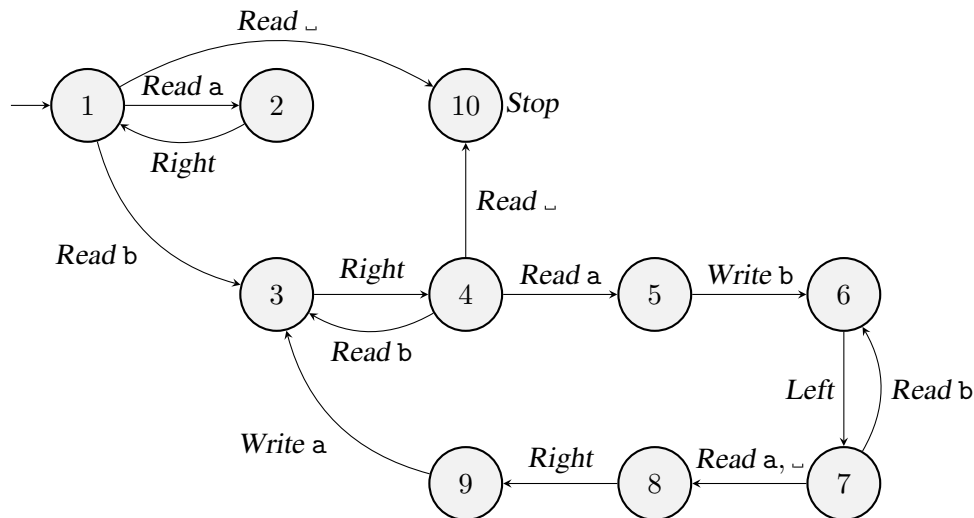 Read ␣
1
Read a
2
10
Stop
Right
Read ␣
Read b
3
Right
4
Read a
5
Write b
6
Read b
Left
Read b
Write a
9
Right
8
Read a, ␣
7